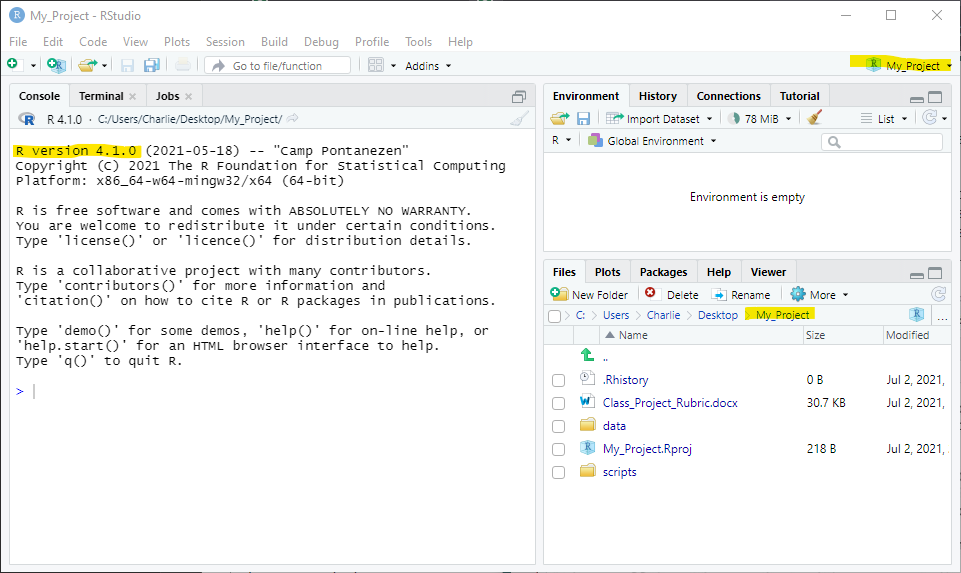 My_Project - RStudio
File Edit Code View Plots Session Build Debug Profile Tools Help
Go to file/function Addins My_Project
Console Terminal Jobs
R 4.1.0 · C:/Users/Charlie/Desktop/My_Project/
R version 4.1.0 (2021-05-18) -- "Camp Pontanezen"
Copyright (C) 2021 The R Foundation for Statistical Computing
Platform: x86_64-w64-mingw32/x64 (64-bit)
R is free software and comes with ABSOLUTELY NO WARRANTY.
You are welcome to redistribute it under certain conditions.
Type 'license()' or 'licence()' for distribution details.
R is a collaborative project with many contributors.
Type 'contributors()' for more information and
'citation()' on how to cite R or R packages in publications.
Type 'demo()' for some demos, 'help()' for on-line help, or
'help.start()' for an HTML browser interface to help.
Type 'q()' to quit R.
>
Environment History Connections Tutorial
Import Dataset 78 MiB List
R Global Environment
Environment is empty
Files Plots Packages Help Viewer
New Folder Delete Rename More
C: Users Charlie Desktop My_Project R ...
Name Size Modified
..
.Rhistory 0 B Jul 2, 2021,
Class_Project_Rubric.docx 30.7 KB Jul 2, 2021,
data
My_Project.Rproj 218 B Jul 2, 2021,
scripts